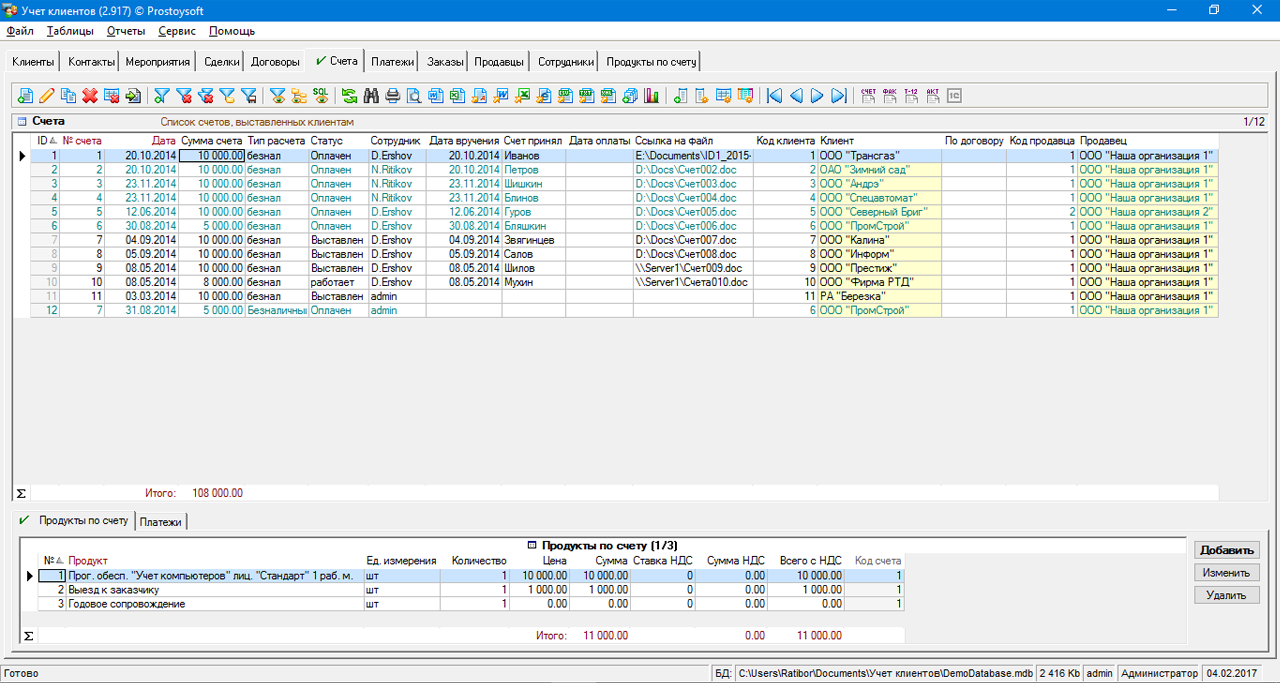 Учет клиентов (2.917) © Prostoysoft
Файл Таблицы Отчеты Сервис Помощь
Клиенты Контакты Мероприятия Сделки Договоры Счета Платежи Заказы Продавцы Сотрудники Продукты по счету
SQL СЧЕТ ФАК Т-12 АКТ 1С
Счета Список счетов, выставленных клиентам 1/12
ID № счета Дата Сумма счета Тип расчета Статус Сотрудник Дата вручения Счет принял Дата оплаты Ссылка на файл Код клиента Клиент По договору Код продавца Продавец
1 1 20.10.2014 10 000.00 безнал Оплачен D.Ershov 20.10.2014 Иванов E:\Documents\ID1_2015- 1 ООО "Трансгаз" 1 ООО "Наша организация 1"
2 2 20.10.2014 10 000.00 безнал Оплачен N.Ritikov 20.10.2014 Петров D:\Docs\Счет002.doc 2 ОАО "Зимний сад" 1 ООО "Наша организация 1"
3 3 23.11.2014 10 000.00 безнал Оплачен N.Ritikov 23.11.2014 Шишкин D:\Docs\Счет003.doc 3 ООО "Андрэ" 1 ООО "Наша организация 1"
4 4 23.11.2014 10 000.00 безнал Оплачен N.Ritikov 23.11.2014 Блинов D:\Docs\Счет004.doc 4 ООО "Спецавтомат" 1 ООО "Наша организация 1"
5 5 12.06.2014 10 000.00 безнал Оплачен D.Ershov 12.06.2014 Гуров D:\Docs\Счет005.doc 5 ООО "Северный Бриг" 2 ООО "Наша организация 2"
6 6 30.08.2014 5 000.00 безнал Оплачен D.Ershov 30.08.2014 Бляшкин D:\Docs\Счет006.doc 6 ООО "ПромСтрой" 1 ООО "Наша организация 1"
7 7 04.09.2014 10 000.00 безнал Выставлен D.Ershov 04.09.2014 Звягинцев D:\Docs\Счет007.doc 7 ООО "Калина" 1 ООО "Наша организация 1"
8 8 05.09.2014 10 000.00 безнал Выставлен D.Ershov 05.09.2014 Салов D:\Docs\Счет008.doc 8 ООО "Информ" 1 ООО "Наша организация 1"
9 9 08.05.2014 10 000.00 безнал Выставлен D.Ershov 08.05.2014 Шилов \\Server1\Счет009.doc 9 ООО "Престиж" 1 ООО "Наша организация 1"
10 10 08.05.2014 8 000.00 безнал работает D.Ershov 08.05.2014 Мухин \\Server1\Счета010.doc 10 ООО "Фирма РТД" 1 ООО "Наша организация 1"
11 11 03.03.2014 10 000.00 безнал Выставлен admin 11 РА "Березка" 1 ООО "Наша организация 1"
12 7 31.08.2014 5 000.00 Безналичны Оплачен admin 6 ООО "ПромСтрой" 1 ООО "Наша организация 1"
Σ Итого: 108 000.00
Продукты по счету Платежи
Продукты по счету (1/3)
№ Продукт Ед. измерения Количество Цена Сумма Ставка НДС Сумма НДС Всего с НДС Код счета
1 Прог. обесп. "Учет компьютеров" лиц. "Стандарт" 1 раб. м. шт 1 10 000.00 10 000.00 0 0 10 000.00 1
2 Выезд к заказчику шт 1 1 000.00 1 000.00 0 0 1 000.00 1
3 Годовое сопровождение шт 1 0.00 0.00 0 0 0.00 1
Σ Итого: 11 000.00 0.00 11 000.00
Добавить
Изменить
Удалить
Готово БД: C:\Users\Ratibor\Documents\Учет клиентов\DemoDatabase.mdb 2 416 Kb admin Администратор 04.02.2017